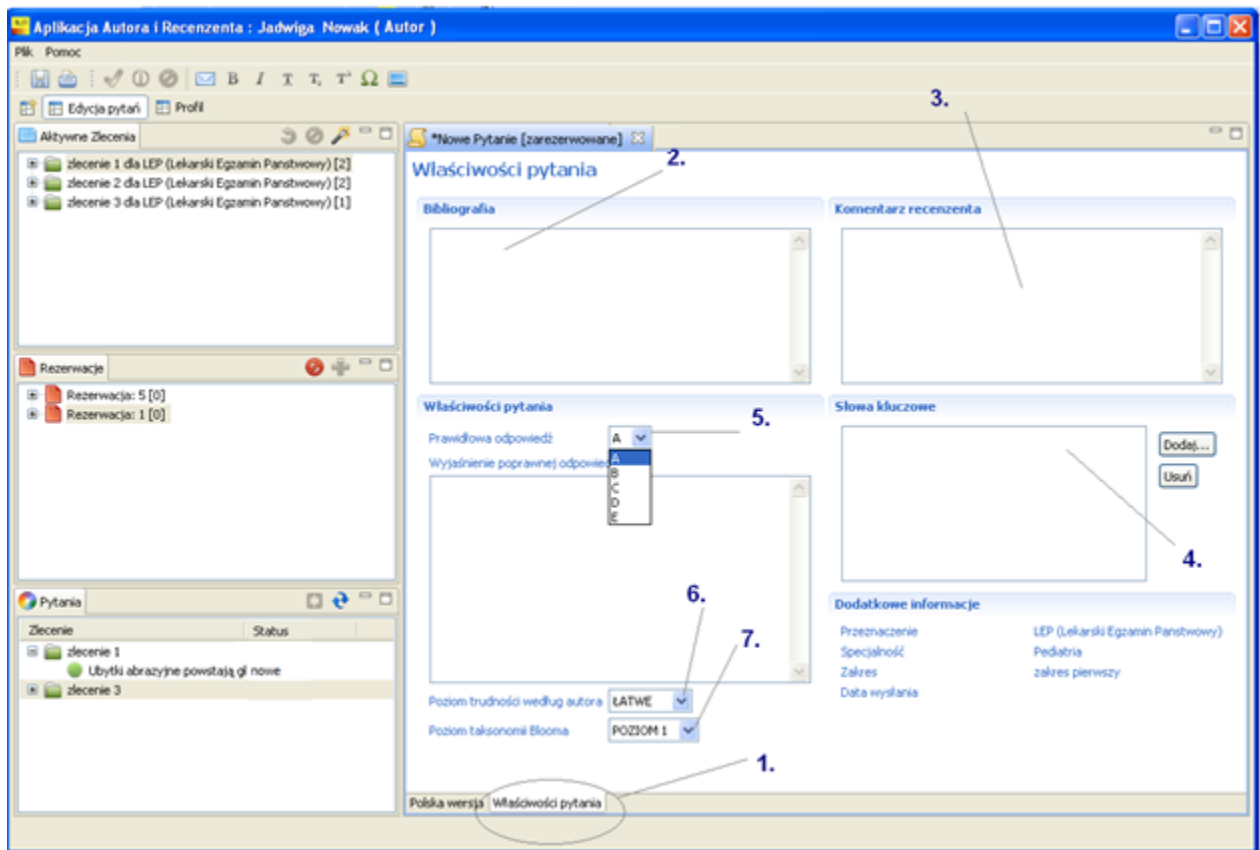 Aplikacja Autora i Recenzenta : Jadwiga Nowak ( Autor )
Plik Pomoc
B I T T, T² Ω
Edycja pytań Profil
Aktywne Zlecenia
zlecenie 1 dla LEP (Lekarski Egzamin Panstwowy) [2]
zlecenie 2 dla LEP (Lekarski Egzamin Panstwowy) [2]
zlecenie 3 dla LEP (Lekarski Egzamin Panstwowy) [1]
Rezerwacje
Rezerwacja: 5 [0]
Rezerwacja: 1 [0]
Pytania
Zlecenie Status
zlecenie 1
Ubytki abrazyjne powstają gł nowe
zlecenie 3
*Nowe Pytanie [zarezerwowane]
Właściwości pytania
2.
3.
Bibliografia
Komentarz recenzenta
Właściwości pytania
5.
Prawidłowa odpowiedź A
A
B
C
D
E
Wyjaśnienie poprawnej odpowied
Słowa kluczowe
Dodaj...
Usuń
4.
6.
7.
Poziom trudności według autora ŁATWE
Poziom taksonomii Blooma POZIOM 1
Dodatkowe informacje
Przeznaczenie LEP (Lekarski Egzamin Panstwowy)
Specjalność Pediatria
Zakres zakres pierwszy
Data wysłania
1.
Polska wersja Właściwości pytania